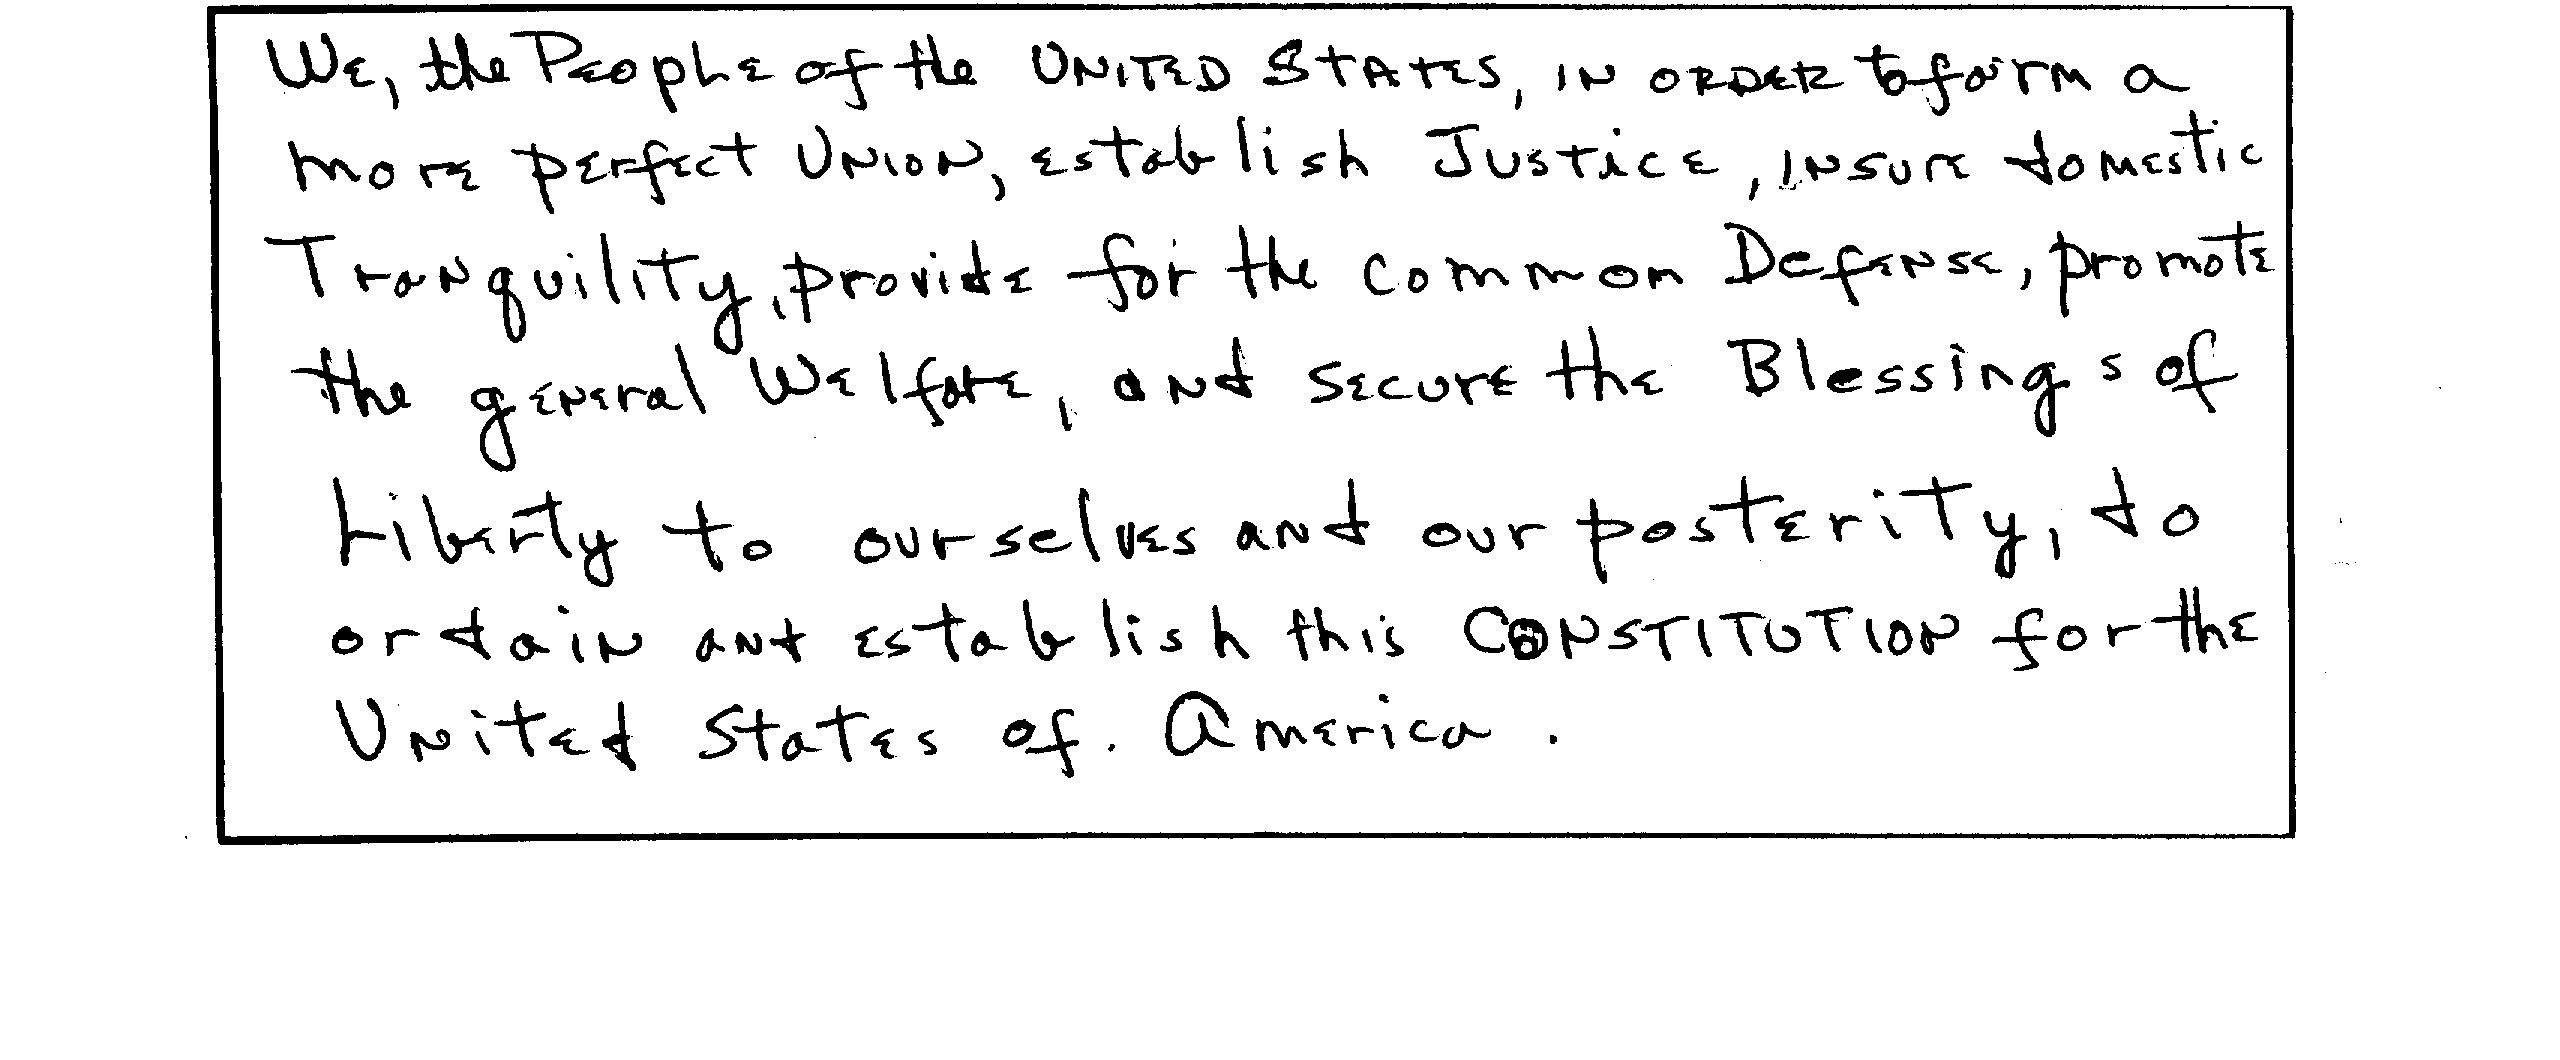 We, the People of the UNITED STATES, IN ORDER to form a
more perfect UNION, establish Justice, insure domestic
Tranquility, provide for the common Defense, promote
the general Welfare, and secure the Blessings of
Liberty to ourselves and our posterity, do
ordain and establish this CONSTITUTION for the
United States of. America.